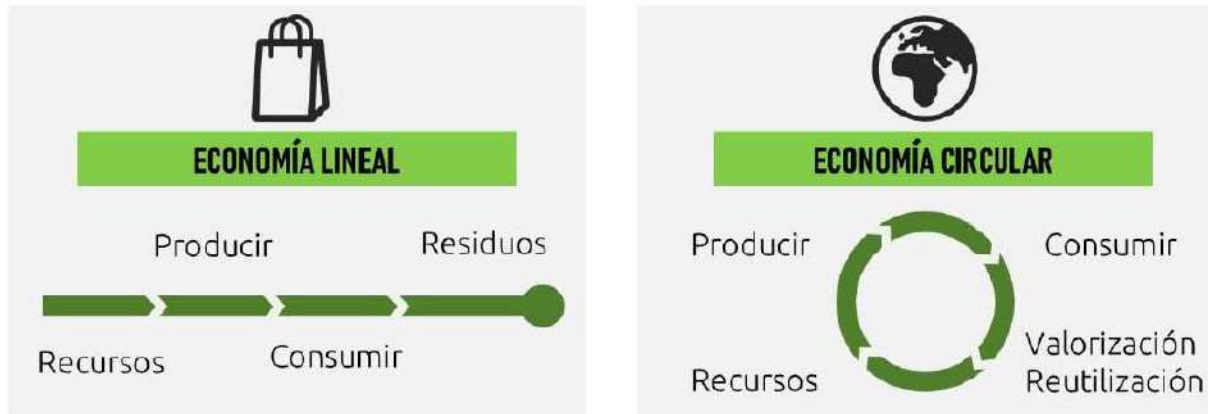 ECONOMÍA LINEAL
Producir
Residuos
Recursos
Consumir
ECONOMÍA CIRCULAR
Producir
Consumir
Recursos
Valorización
Reutilización